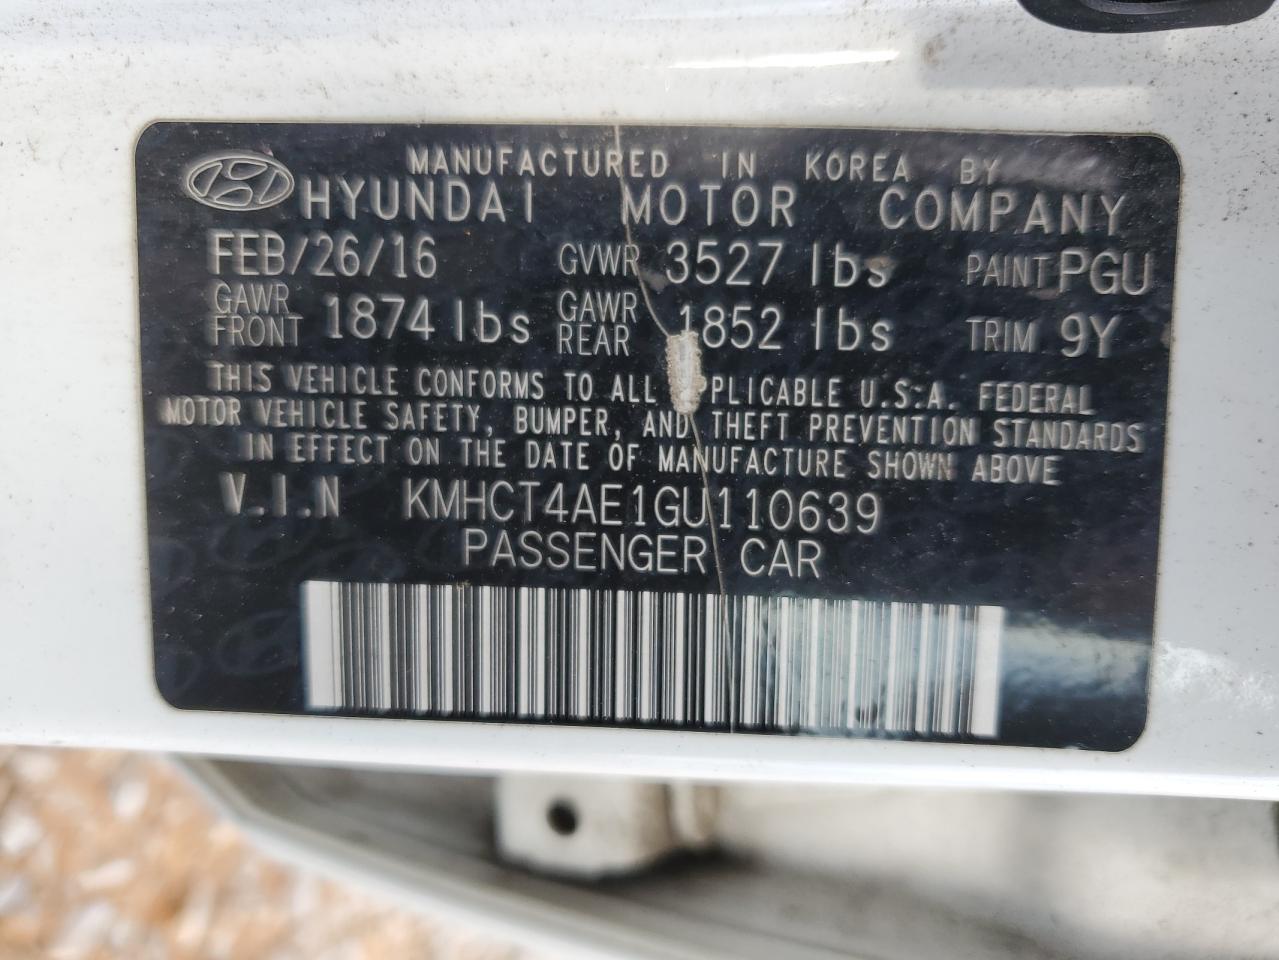 MANUFACTURED IN KOREA BY
HYUNDAI MOTOR COMPANY
FEB/26/16 GVWR 3527 lbs PAINT PGU
GAWR FRONT 1874 lbs GAWR REAR 1852 lbs TRIM 9Y
THIS VEHICLE CONFORMS TO ALL APPLICABLE U.S.A. FEDERAL
MOTOR VEHICLE SAFETY, BUMPER, AND THEFT PREVENTION STANDARDS
IN EFFECT ON THE DATE OF MANUFACTURE SHOWN ABOVE
V.I.N KMHCT4AE1GU110639
PASSENGER CAR